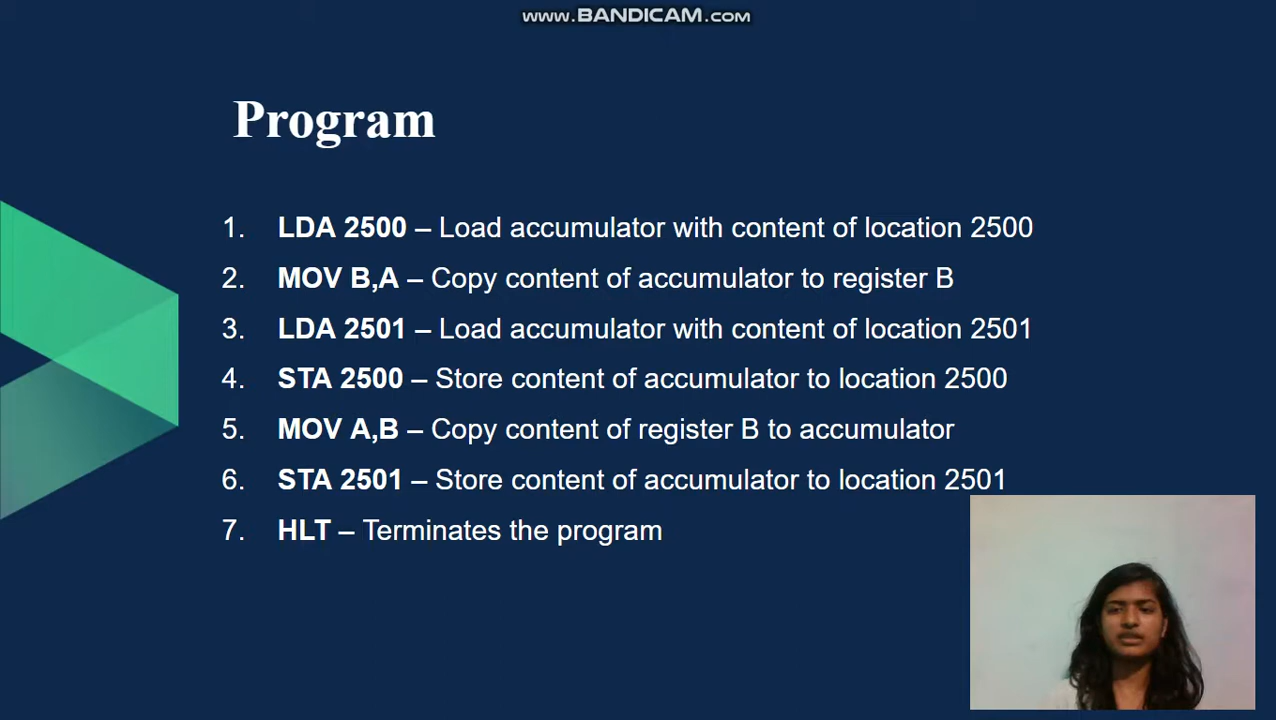 www.BANDICAM.com
Program
1. LDA 2500 – Load accumulator with content of location 2500
2. MOV B,A – Copy content of accumulator to register B
3. LDA 2501 – Load accumulator with content of location 2501
4. STA 2500 – Store content of accumulator to location 2500
5. MOV A,B – Copy content of register B to accumulator
6. STA 2501 – Store content of accumulator to location 2501
7. HLT – Terminates the program